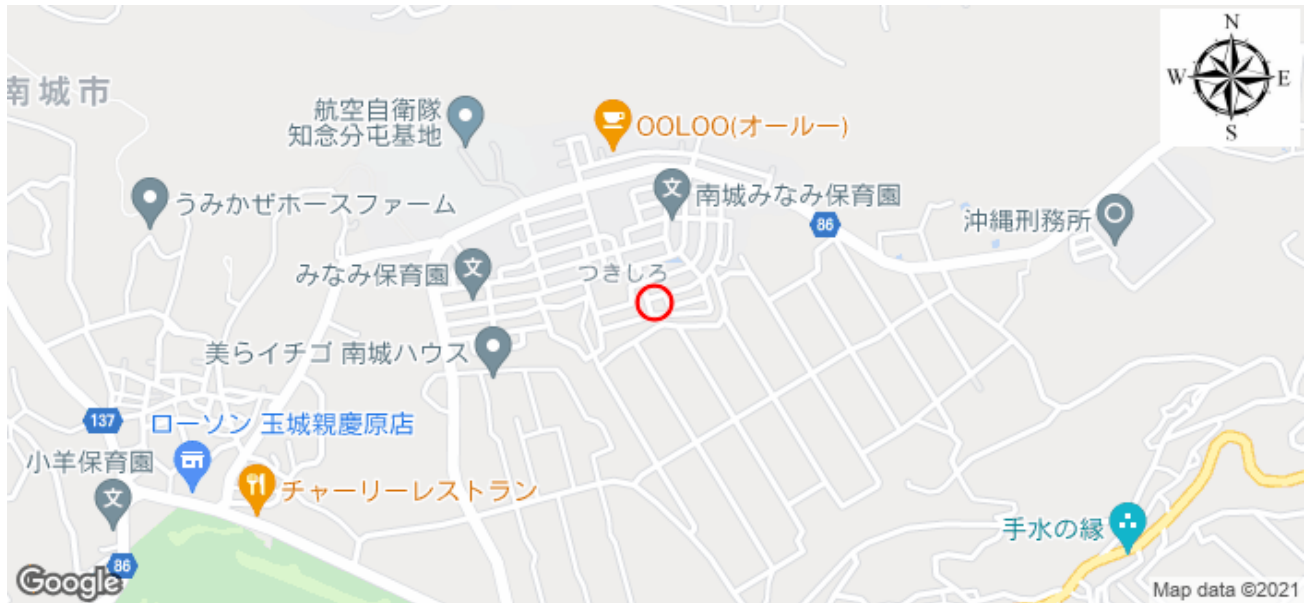 N
W
E
S
南城市
航空自衛隊
知念分屯基地
OOLOO(オールー)
うみかぜホースファーム
南城みなみ保育園
86
沖縄刑務所
みなみ保育園
つきしろ
美らイチゴ 南城ハウス
137
ローソン 玉城親慶原店
小羊保育園
チャーリーレストラン
手水の縁
86
Google
Map data ©2021